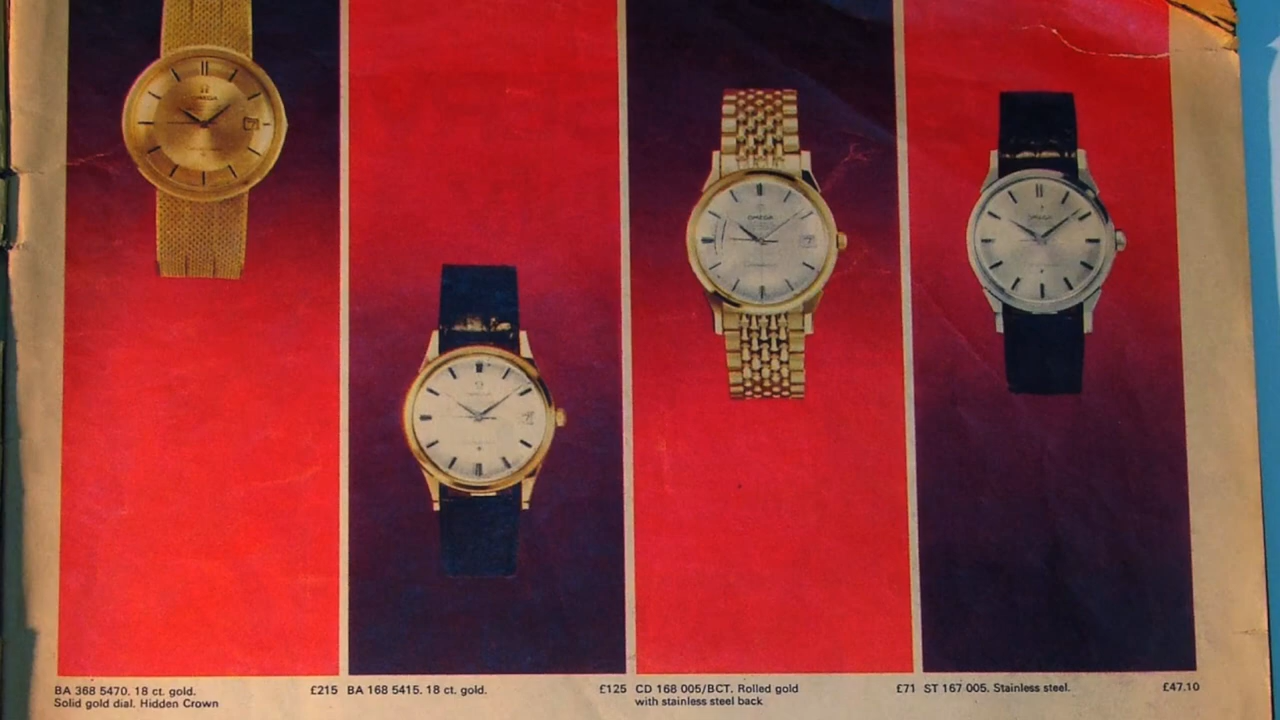 OMEGA
OMEGA
OMEGA
BA 368 5470. 18 ct. gold. £215
Solid gold dial. Hidden Crown
BA 168 5415. 18 ct. gold. £125
CD 168 005/BCT. Rolled gold £71
with stainless steel back
ST 167 005. Stainless steel. £47.10